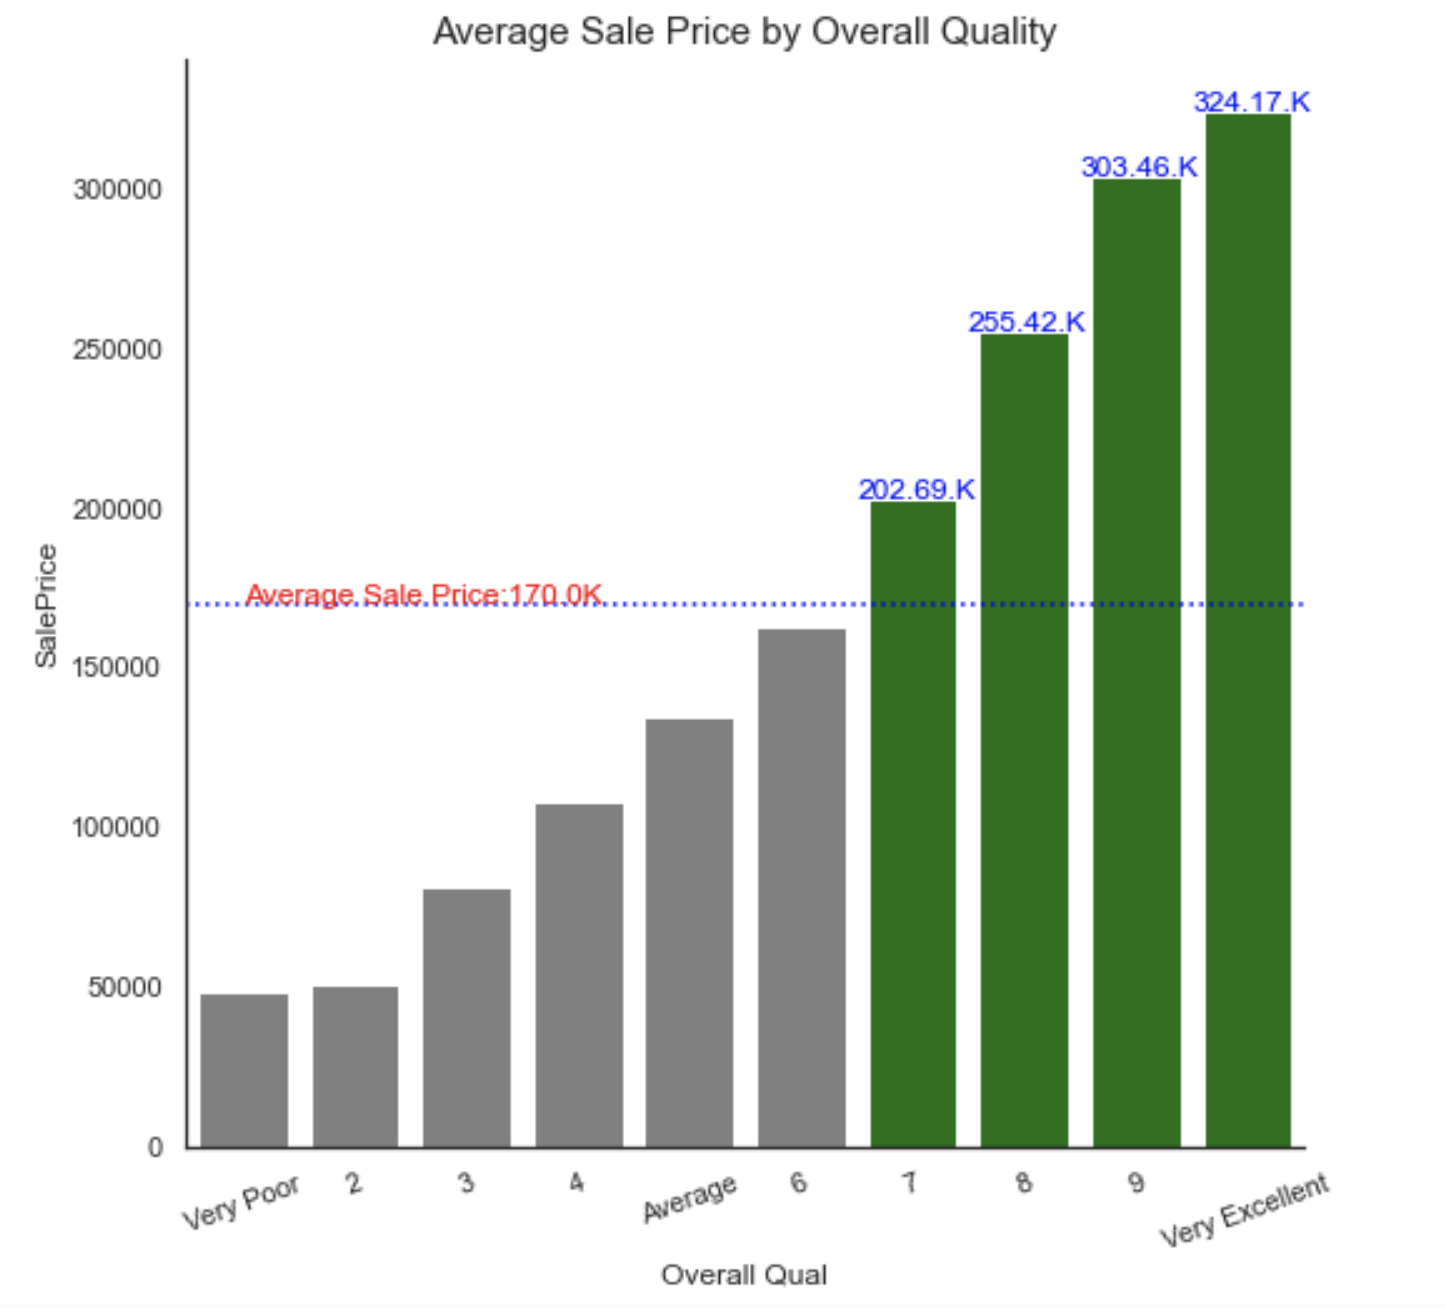 Average Sale Price by Overall Quality
324.17.K
303.46.K
300000
255.42.K
250000
202.69.K
200000
Average Sale Price:170.0K
SalePrice
150000
100000
50000
0
Very Poor 2 3 4 Average 6 7 8 9 Very Excellent
Overall Qual